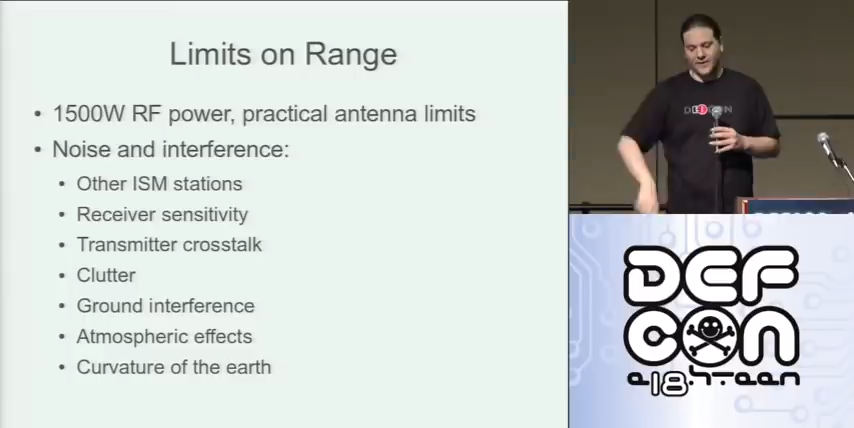 Limits on Range
• 1500W RF power, practical antenna limits
• Noise and interference:
• Other ISM stations
• Receiver sensitivity
• Transmitter crosstalk
• Clutter
• Ground interference
• Atmospheric effects
• Curvature of the earth
DEF
CON
e18hteen